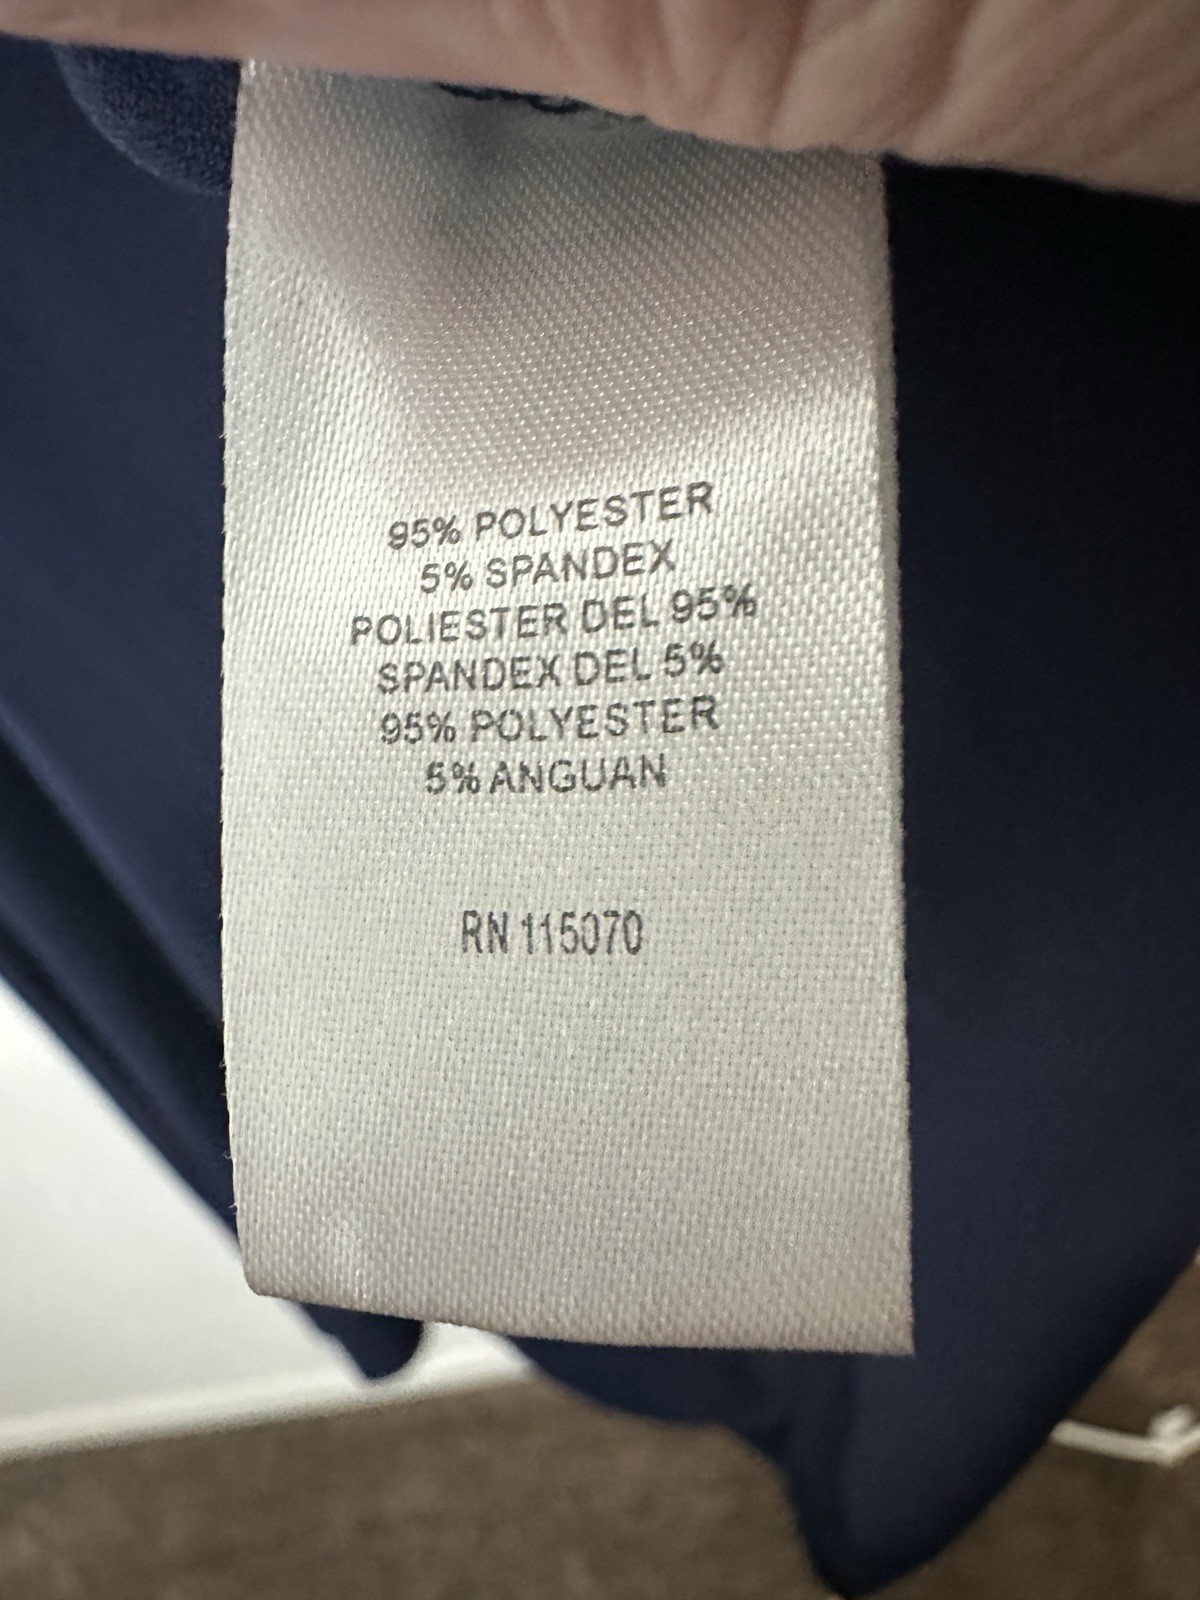 95% POLYESTER
5% SPANDEX
POLIESTER DEL 95%
SPANDEX DEL 5%
95% POLYESTER
5% ANGUAN
RN 115070